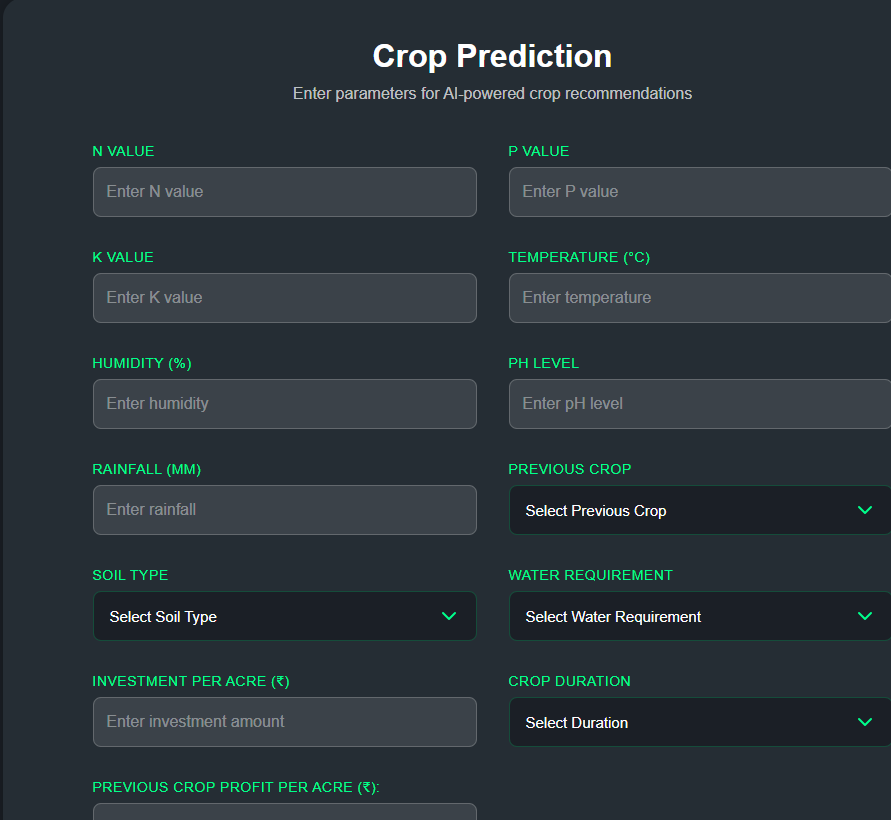 Crop Prediction
Enter parameters for AI-powered crop recommendations
N VALUE
Enter N value
P VALUE
Enter P value
K VALUE
Enter K value
TEMPERATURE (°C)
Enter temperature
HUMIDITY (%)
Enter humidity
PH LEVEL
Enter pH level
RAINFALL (MM)
Enter rainfall
PREVIOUS CROP
Select Previous Crop
SOIL TYPE
Select Soil Type
WATER REQUIREMENT
Select Water Requirement
INVESTMENT PER ACRE (₹)
Enter investment amount
CROP DURATION
Select Duration
PREVIOUS CROP PROFIT PER ACRE (₹):